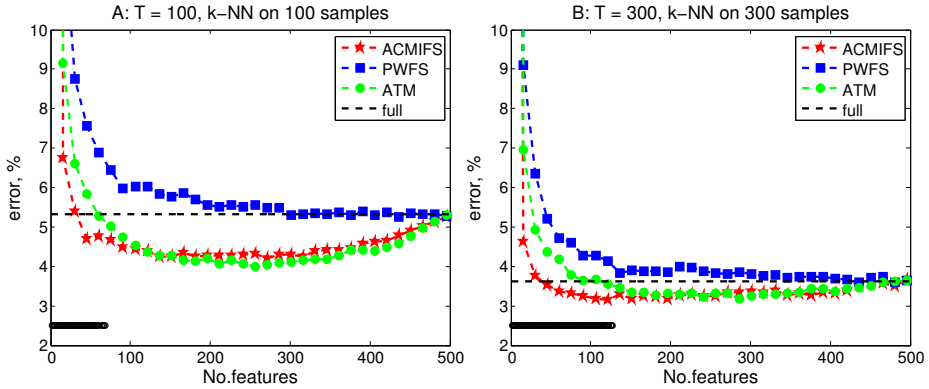 A: T = 100, k−NN on 100 samples
10
9
8
7
6
5
4
3
2
error, %
ACMIFS
PWFS
ATM
full
0
100
200
300
400
500
No.features
B: T = 300, k−NN on 300 samples
10
9
8
7
6
5
4
3
2
error, %
ACMIFS
PWFS
ATM
full
0
100
200
300
400
500
No.features